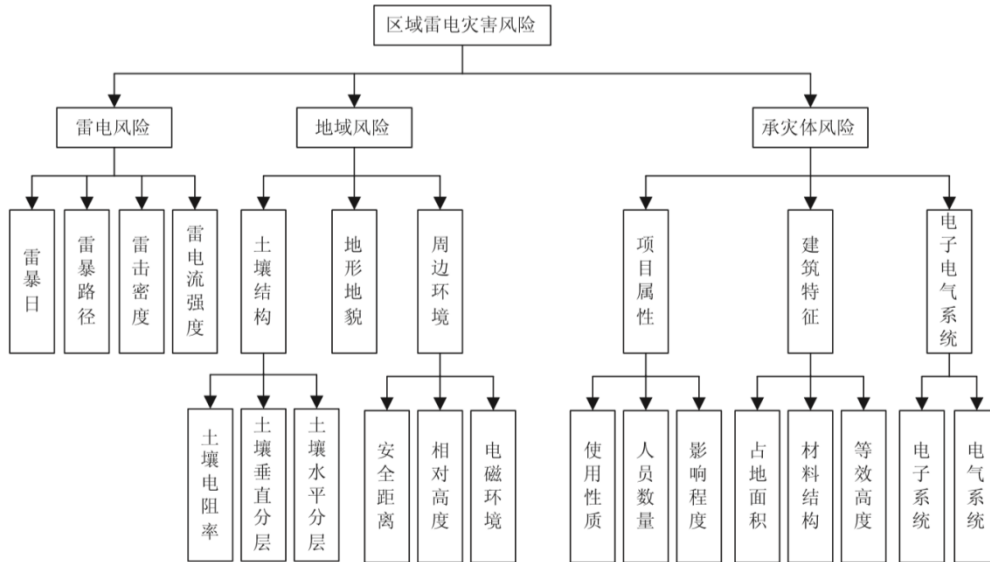 区域雷电灾害风险
雷电风险
地域风险
承灾体风险
雷暴日
雷暴路径
雷击密度
雷电流强度
土壤结构
地形地貌
周边环境
项目属性
建筑特征
电子电气系统
土壤电阻率
土壤垂直分层
土壤水平分层
安全距离
相对高度
电磁环境
使用性质
人员数量
影响程度
占地面积
材料结构
等效高度
电子系统
电气系统